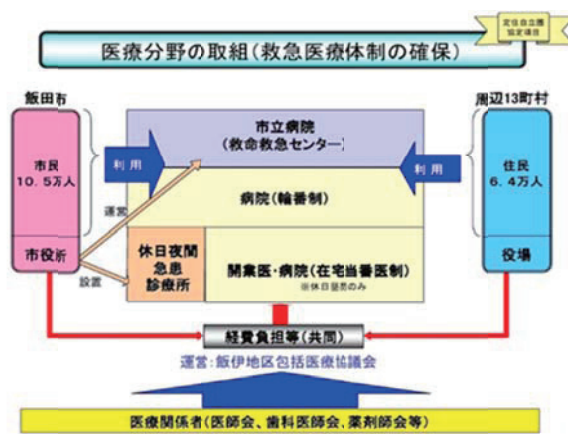 定住自立圏
協定項目
医療分野の取組(救急医療体制の確保)
飯田市
周辺13町村
市民
10.5万人
市役所
利用
運営
設置
市立病院
(救命救急センター)
病院(輪番制)
休日夜間
急患
診療所
開業医・病院(在宅当番医制)
※休日昼馬のみ
利用
住民
6.4万人
役場
経費負担等(共同)
運営:飯伊地区包括医療協議会
医療関係者(医師会、歯科医師会,薬剤師会等)